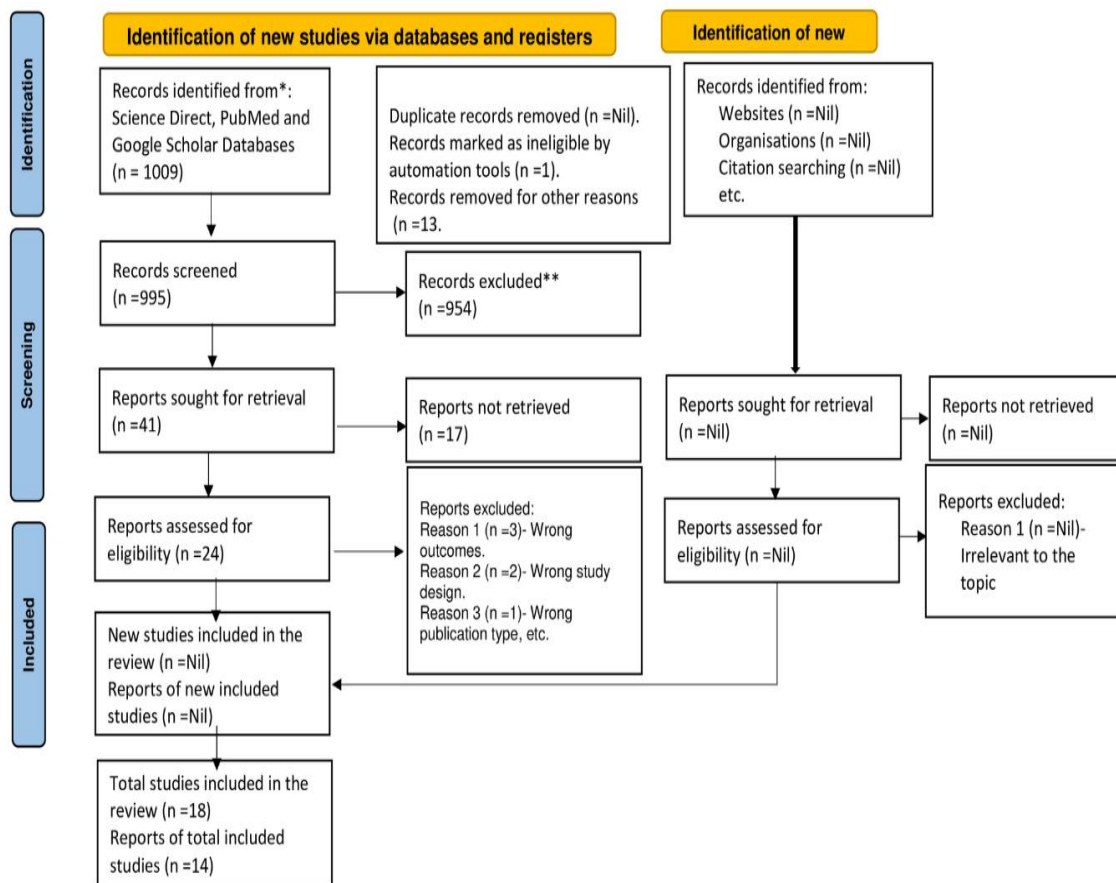 Identification of new studies via databases and registers
Identification of new
Identification
Records identified from*:
Science Direct, PubMed and
Google Scholar Databases
(n = 1009)
Duplicate records removed (n =Nil).
Records marked as ineligible by
automation tools (n =1).
Records removed for other reasons
(n =13.
Records identified from:
Websites (n =Nil)
Organisations (n =Nil)
Citation searching (n =Nil)
etc.
Screening
Records screened
(n =995)
Records excluded**
(n =954)
Reports sought for retrieval
(n =41)
Reports not retrieved
(n =17)
Reports sought for retrieval
(n =Nil)
Reports not retrieved
(n =Nil)
Reports assessed for
eligibility (n =24)
Reports excluded:
Reason 1 (n =3)- Wrong
outcomes.
Reason 2 (n =2)- Wrong study
design.
Reason 3 (n =1)- Wrong
publication type, etc.
Reports assessed for
eligibility (n =Nil)
Reports excluded:
Reason 1 (n =Nil)-
Irrelevant to the
topic
Included
New studies included in the
review (n =Nil)
Reports of new included
studies (n =Nil)
Total studies included in the
review (n =18)
Reports of total included
studies (n =14)